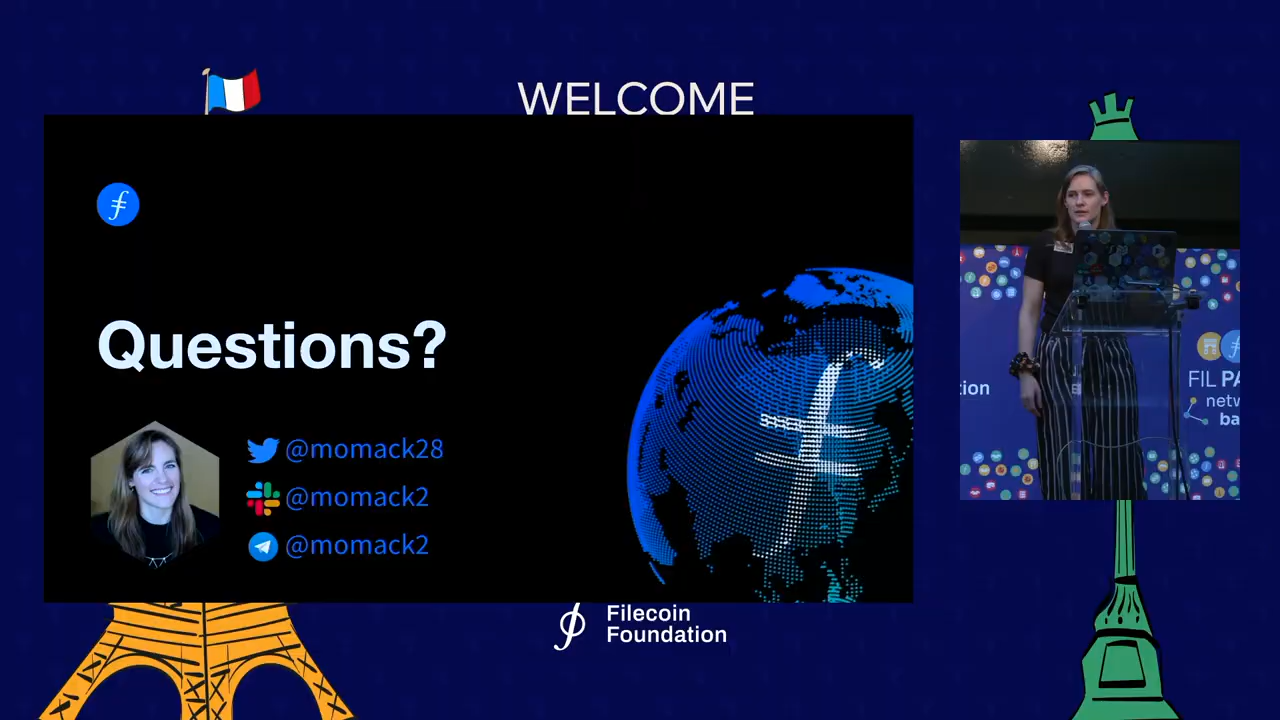 WELCOME
Questions?
@momack28
@momack2
@momack2
Filecoin
Foundation
tion
FIL PA
netw
ba